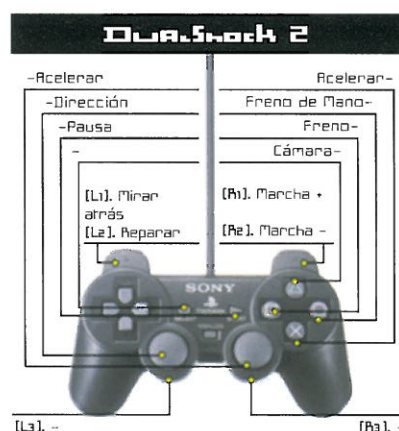 DualShock 2
-Acelerar
Acelerar-
-Dirección
Freno de Mano-
-Pausa
Freno-
-
Cámara-
[L1]. Mirar
atrás
[L2]. Reparar
[R1]. Marcha +
[R2]. Marcha -
SONY
[L3]. -
[R3]. -